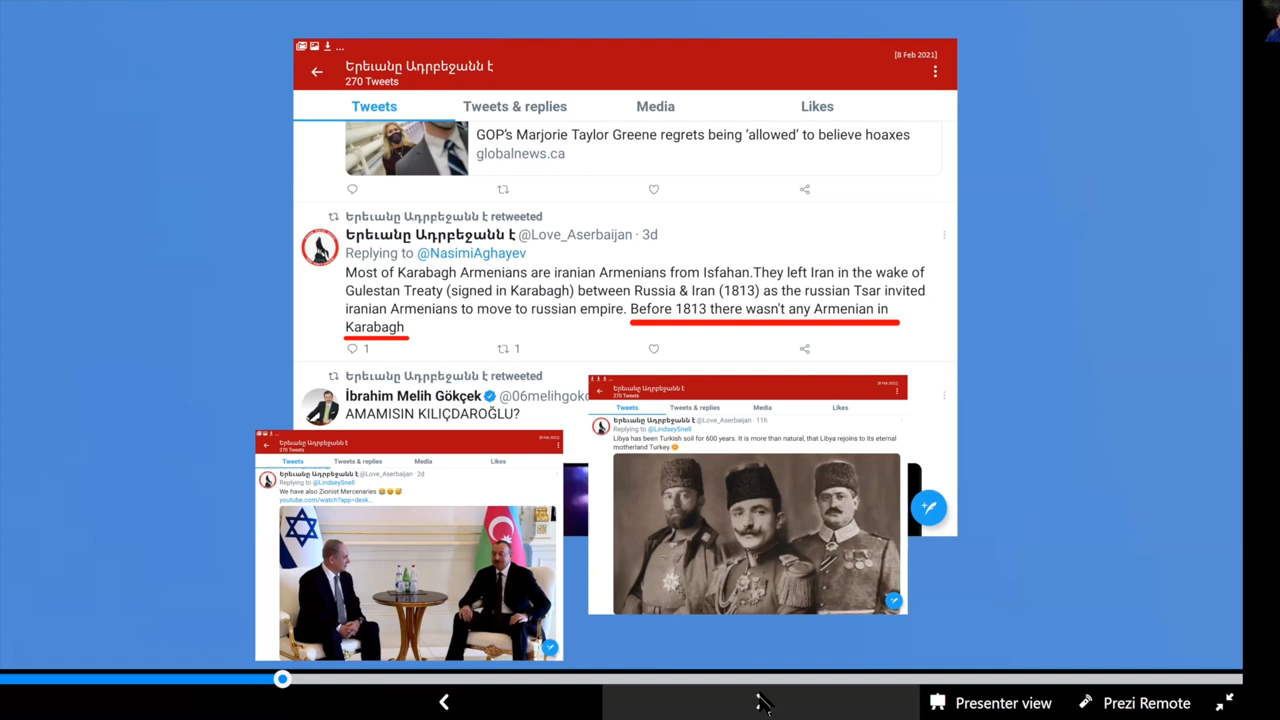 [8 Feb 2021]
Երեւանը Ադրբեջանն է
270 Tweets
Tweets Tweets & replies Media Likes
GOP's Marjorie Taylor Greene regrets being 'allowed' to believe hoaxes
globalnews.ca
Երեւանը Ադրբեջանն է retweeted
Երեւանը Ադրբեջանն է @Love_Aserbaijan · 3d
Replying to @NasimiAghayev
Most of Karabagh Armenians are iranian Armenians from Isfahan.They left Iran in the wake of
Gulestan Treaty (signed in Karabagh) between Russia & Iran (1813) as the russian Tsar invited
iranian Armenians to move to russian empire. Before 1813 there wasn't any Armenian in
Karabagh
1 1
Երեւանը Ադրբեջանն է retweeted
İbrahim Melih Gökçek @06melihgok
AMAMISIN KILIÇDAROĞLU?
Երեւանը Ադրբեջանն է
270 Tweets
Tweets Tweets & replies Media Likes
Երեւանը Ադրբեջանն է @Love_Aserbaijan · 11h
Replying to @LindseySnell
Libya has been Turkish soil for 600 years. It is more than natural, that Libya rejoins to its eternal
motherland Turkey.
Երեւանը Ադրբեջանն է
270 Tweets
Tweets Tweets & replies Media Likes
Երեւանը Ադրբեջանն է @Love_Aserbaijan · 2d
Replying to @LindseySnell
We have also Zionist Mercenaries
youtube.com/watch?app=desk...
Presenter view Prezi Remote